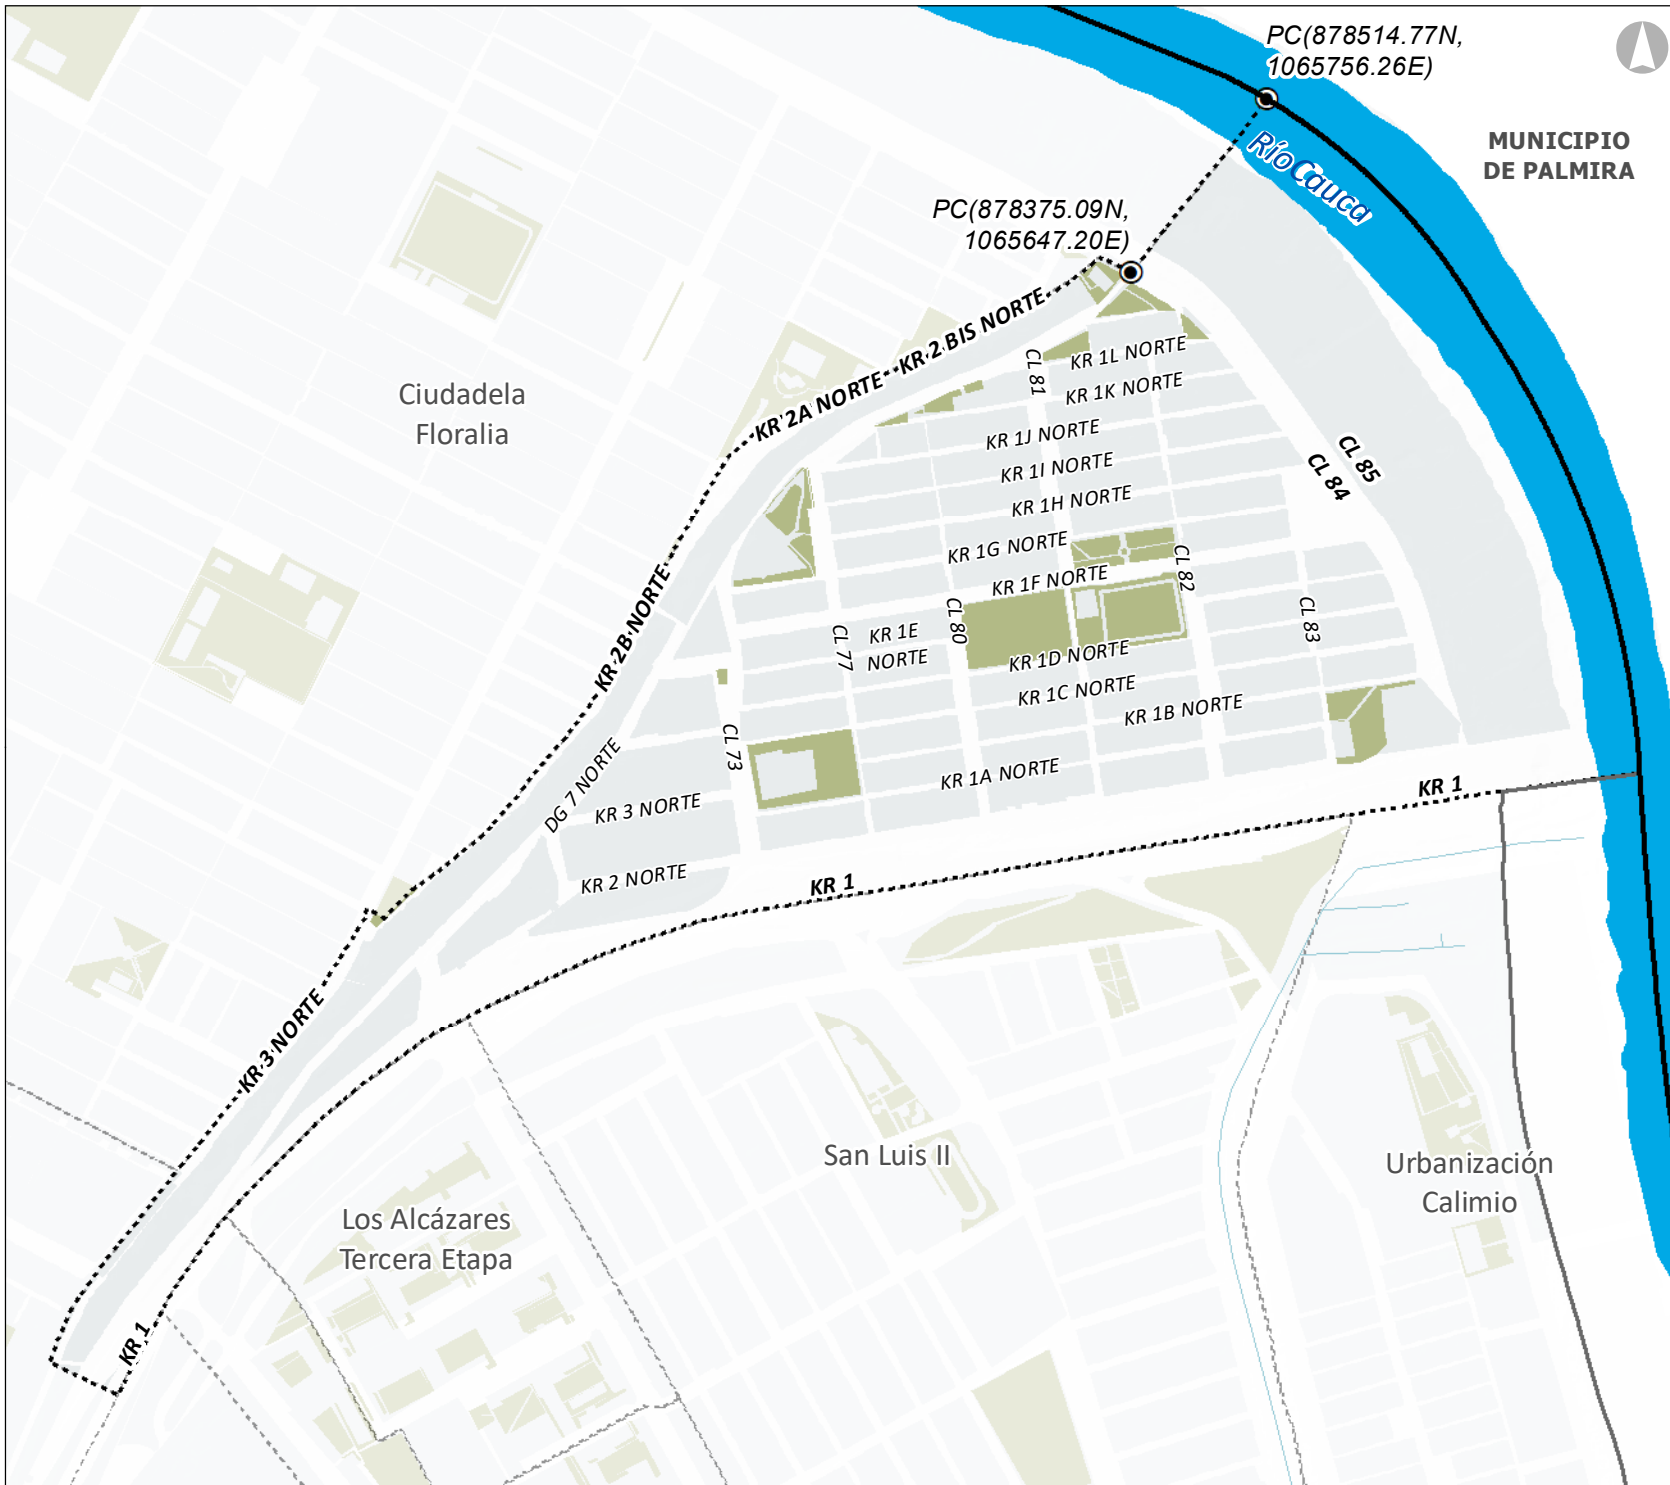 PC(878514.77N,
1065756.26E)
MUNICIPIO
DE PALMIRA
RíoCauca
PC(878375.09N,
1065647.20E)
KR 2 BIS NORTE
KR 2A NORTE
CL 81
KR 1L NORTE
KR 1K NORTE
Ciudadela
Floralia
KR 1J NORTE
KR 1I NORTE
KR 1H NORTE
CL 85
CL 84
KR 1G NORTE
KR 1F NORTE
CL 82
KR 2B NORTE
CL 77
KR 1E
NORTE
CL 80
CL 83
KR 1D NORTE
KR 1C NORTE
KR 1B NORTE
CL 73
DG 7 NORTE
KR 1A NORTE
KR 3 NORTE
KR 1
KR 2 NORTE
KR 1
KR 3 NORTE
San Luis II
Urbanización
Calimio
Los Alcázares
Tercera Etapa
KR 1